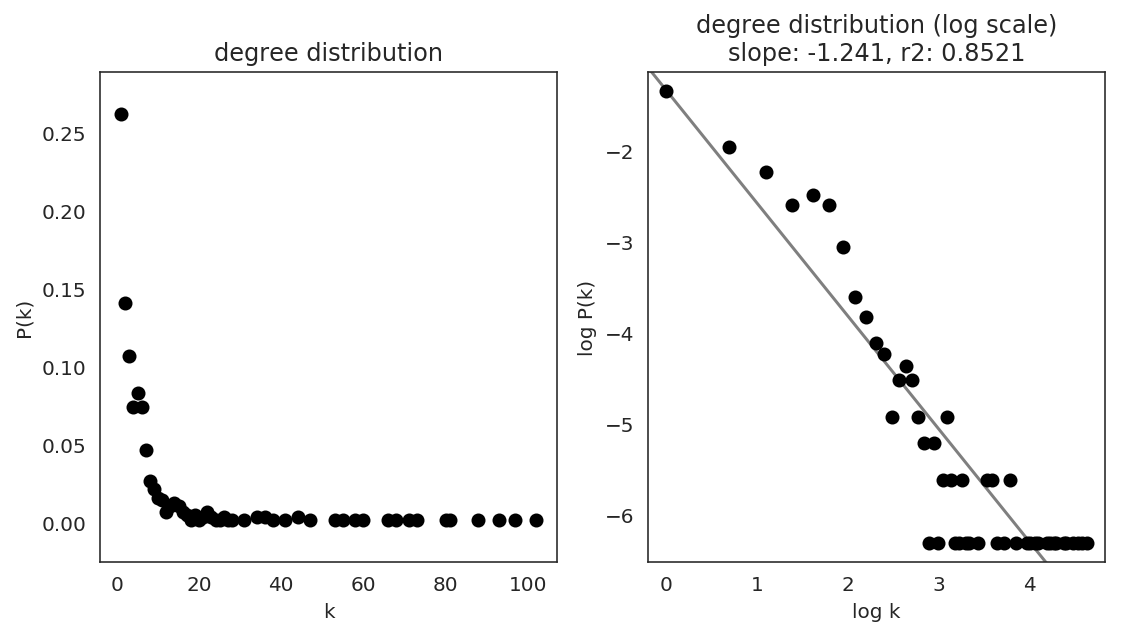 degree distribution
0.25
0.20
0.15
0.10
0.05
0.00
P(k)
0 20 40 60 80 100
k
degree distribution (log scale)
slope: -1.241, r2: 0.8521
−2
−3
−4
−5
−6
log P(k)
0 1 2 3 4
log k